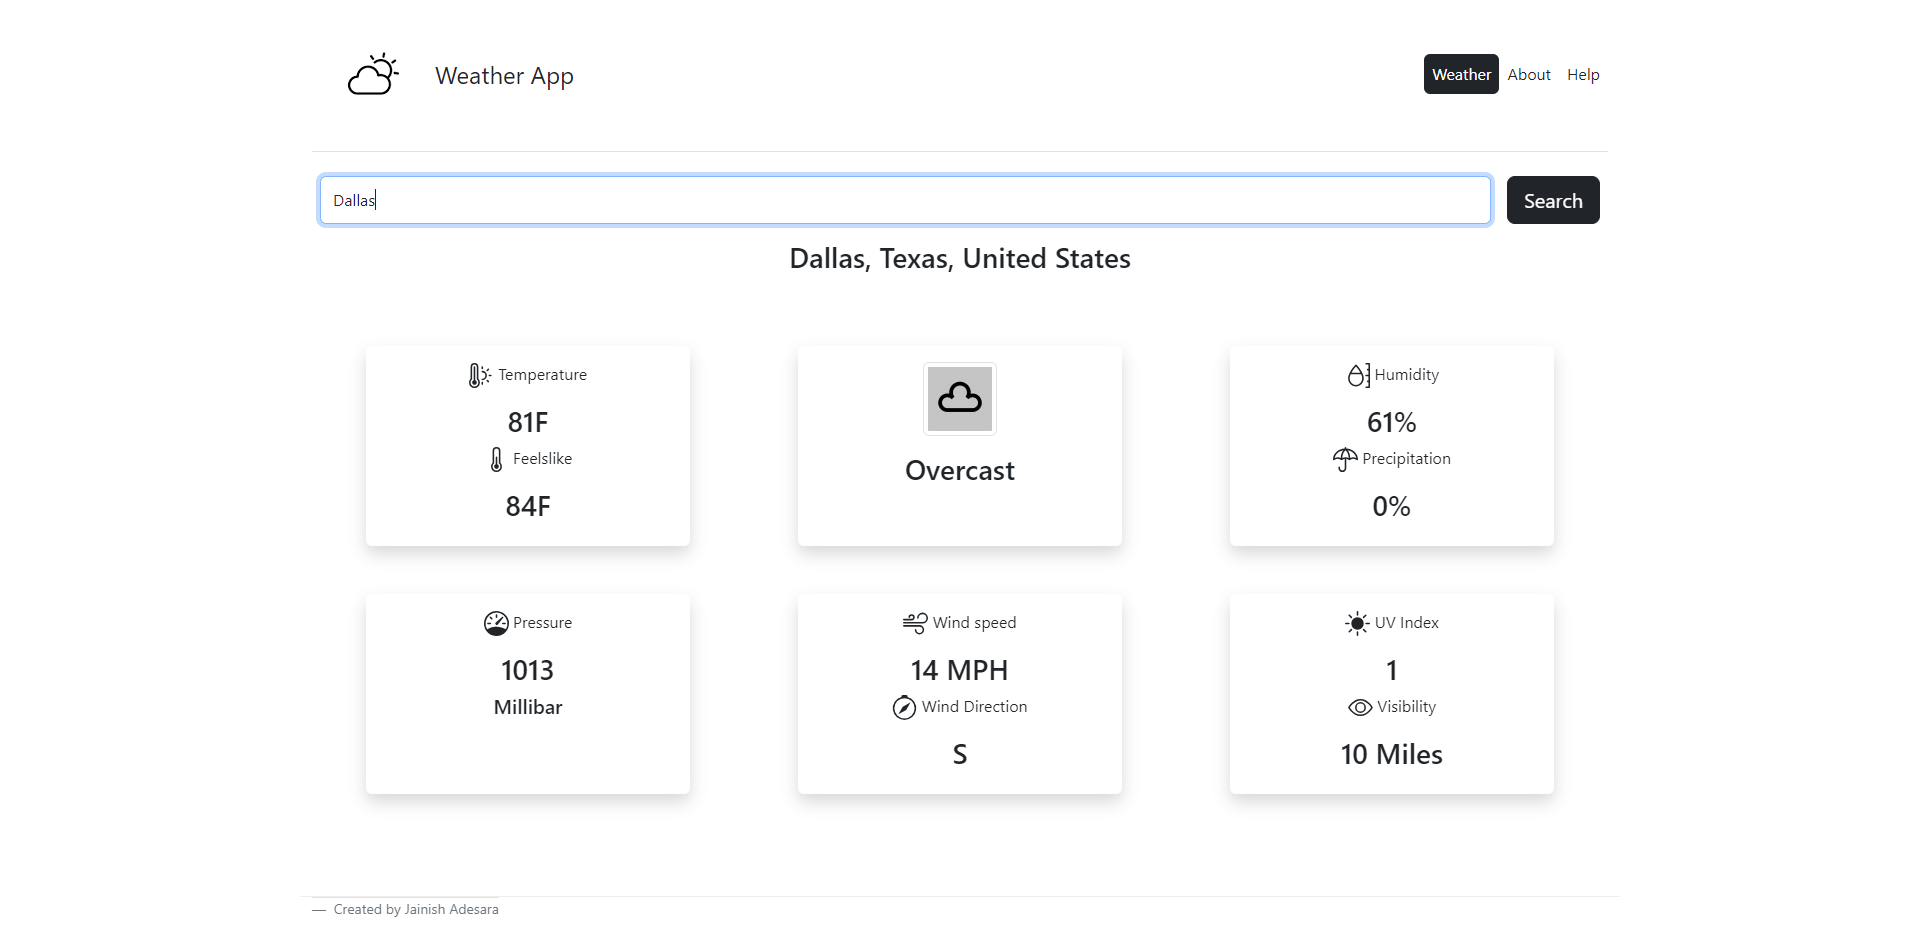 Weather App
Weather About Help
Dallas
Search
Dallas, Texas, United States
Temperature
81F
Feelslike
84F
Overcast
Humidity
61%
Precipitation
0%
Pressure
1013
Millibar
Wind speed
14 MPH
Wind Direction
S
UV Index
1
Visibility
10 Miles
— Created by Jainish Adesara